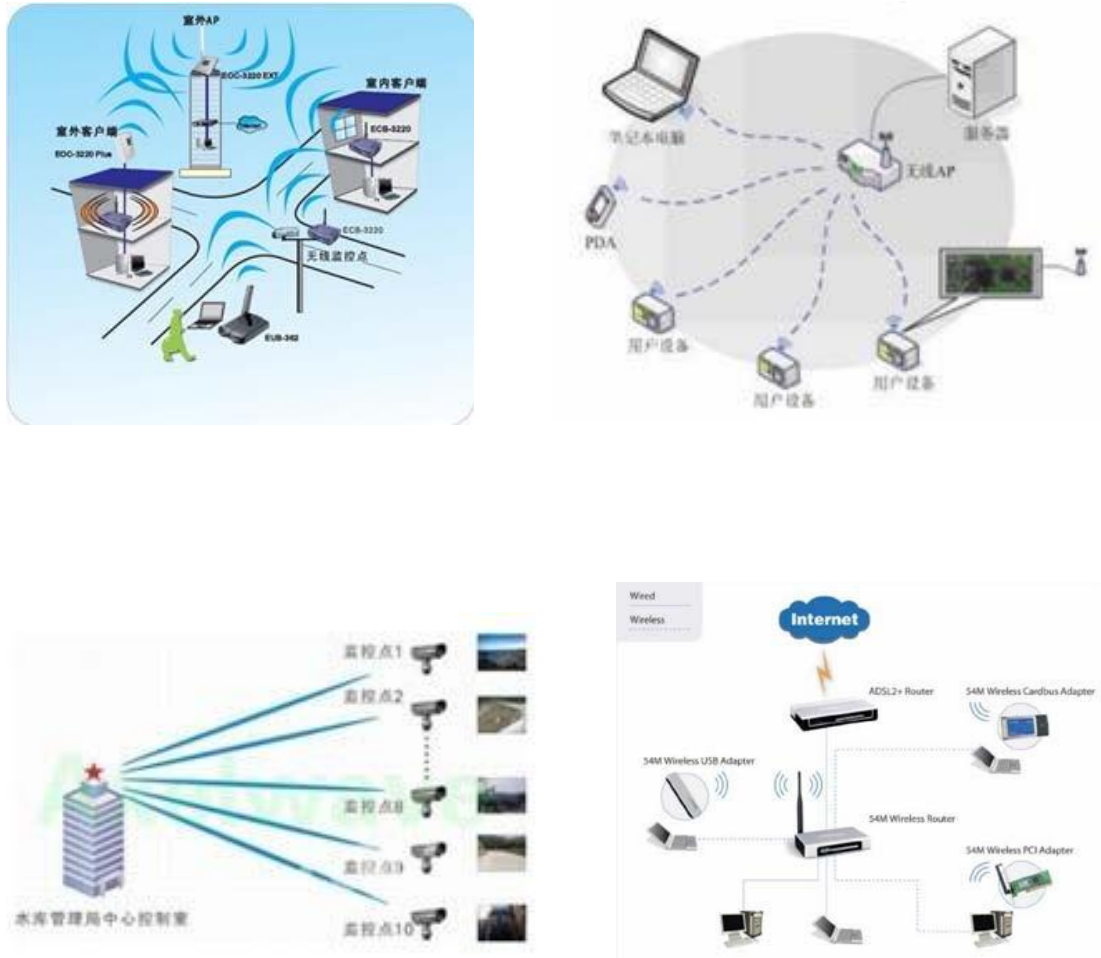 室外AP
EOC-3220 EXT
室内客户端
ECB-3220
室外客户端
EOC-3220 Plus
ECB-3220
无线监控点
EUB-362
笔记本电脑
服务器
无线AP
PDA
用户设备
用户设备
用户设备
监控点1
监控点2
监控点8
监控点9
监控点10
水库管理局中心控制室
Wired
Wireless
Internet
ADSL2+ Router
54M Wireless Cardbus Adapter
54M Wireless USB Adapter
54M Wireless Router
54M Wireless PCI Adapter